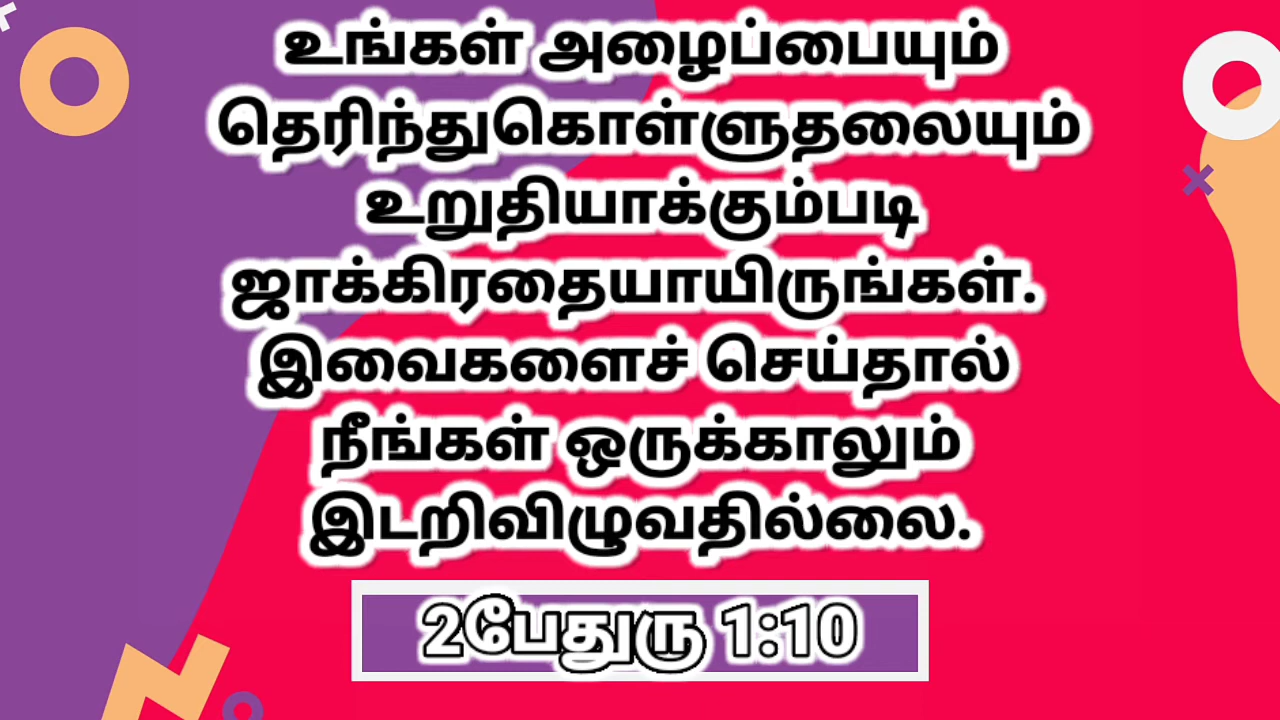 உங்கள் அழைப்பையும்
தெரிந்துகொள்ளுதலையும்
உறுதியாக்கும்படி
ஜாக்கிரதையாயிருங்கள்.
இவைகளைச் செய்தால்
நீங்கள் ஒருக்காலும்
இடறிவிழுவதில்லை.
2பேதுரு 1:10